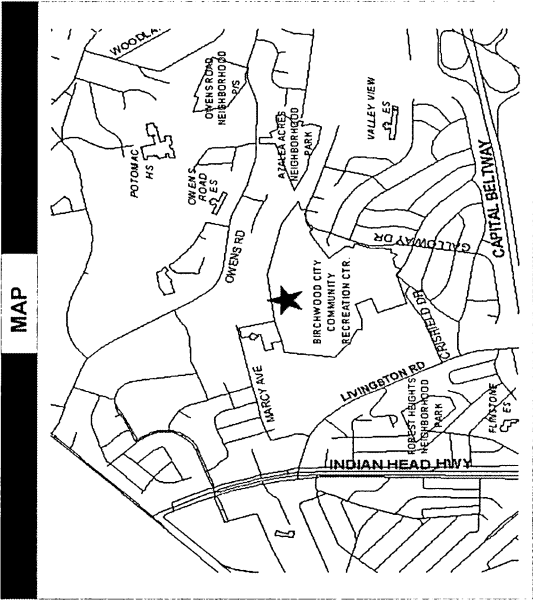 MAP
WOODLA
OWENS ROAD
NEIGHBORHOOD
P/S
POTOMAC
HS
AZALEA ACRES
NEIGHBORHOOD
PARK
VALLEY VIEW
ES
OWENS
ROAD
ES
OWENS RD
GALLOWAY DR
CAPITAL BELTWAY
BIRCHWOOD CITY
COMMUNITY
RECREATION CTR.
CRISFIELD DR
MARCY AVE
LIVINGSTON RD
FOREST HEIGHTS
NEIGHBORHOOD
PARK
FLINTSTONE
ES
INDIAN HEAD HWY